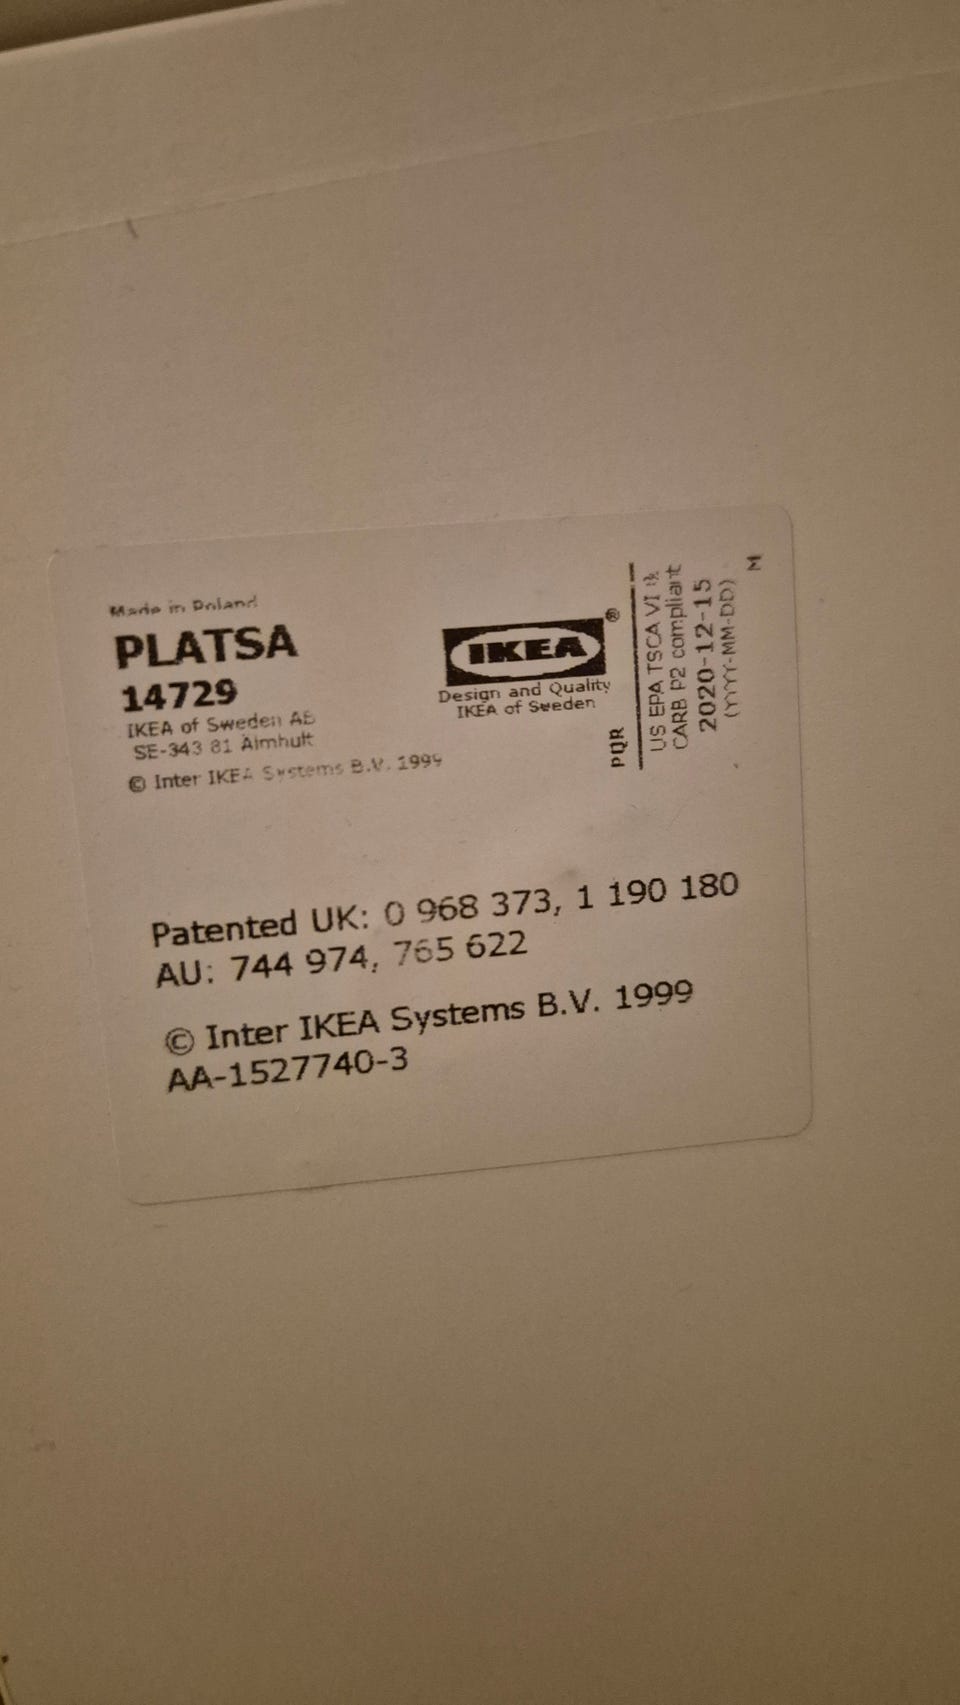 Made in Poland
PLATSA
14729
IKEA of Sweden AB
SE-343 81 Älmhult
© Inter IKEA Systems B.V. 1999
IKEA®
Design and Quality
IKEA of Sweden
PQR
US EPA TSCA VI &
CARB P2 compliant
2020-12-15
(YYYY-MM-DD)
M
Patented UK: 0 968 373, 1 190 180
AU: 744 974, 765 622
© Inter IKEA Systems B.V. 1999
AA-1527740-3